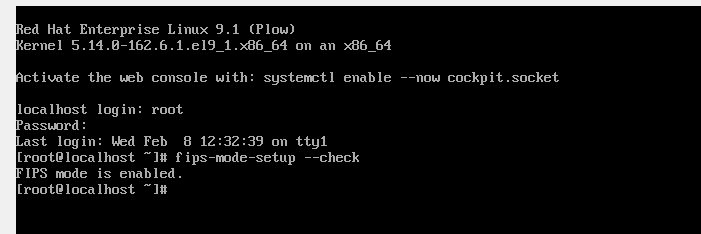 Red Hat Enterprise Linux 9.1 (Plow)
Kernel 5.14.0-162.6.1.el9_1.x86_64 on an x86_64
Activate the web console with: systemctl enable --now cockpit.socket
localhost login: root
Password:
Last login: Wed Feb  8 12:32:39 on tty1
[root@localhost ~]# fips-mode-setup --check
FIPS mode is enabled.
[root@localhost ~]#